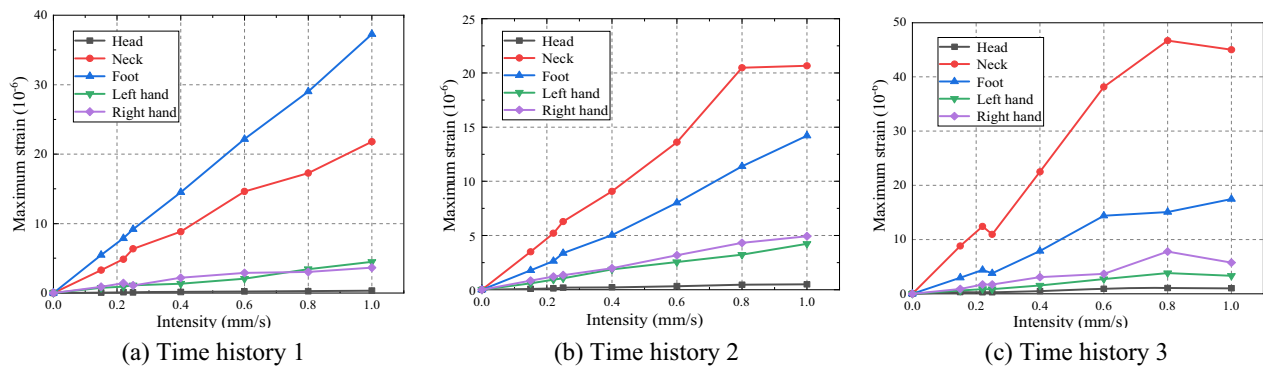 40
30
20
10
0
Maximum strain (10⁻⁶)
Head
Neck
Foot
Left hand
Right hand
0.0 0.2 0.4 0.6 0.8 1.0
Intensity (mm/s)
(a) Time history 1
25
20
15
10
5
0
Maximum strain (10⁻⁶)
Head
Neck
Foot
Left hand
Right hand
0.0 0.2 0.4 0.6 0.8 1.0
Intensity (mm/s)
(b) Time history 2
50
40
30
20
10
0
Maximum strain (10⁻⁶)
Head
Neck
Foot
Left hand
Right hand
0.0 0.2 0.4 0.6 0.8 1.0
Intensity (mm/s)
(c) Time history 3